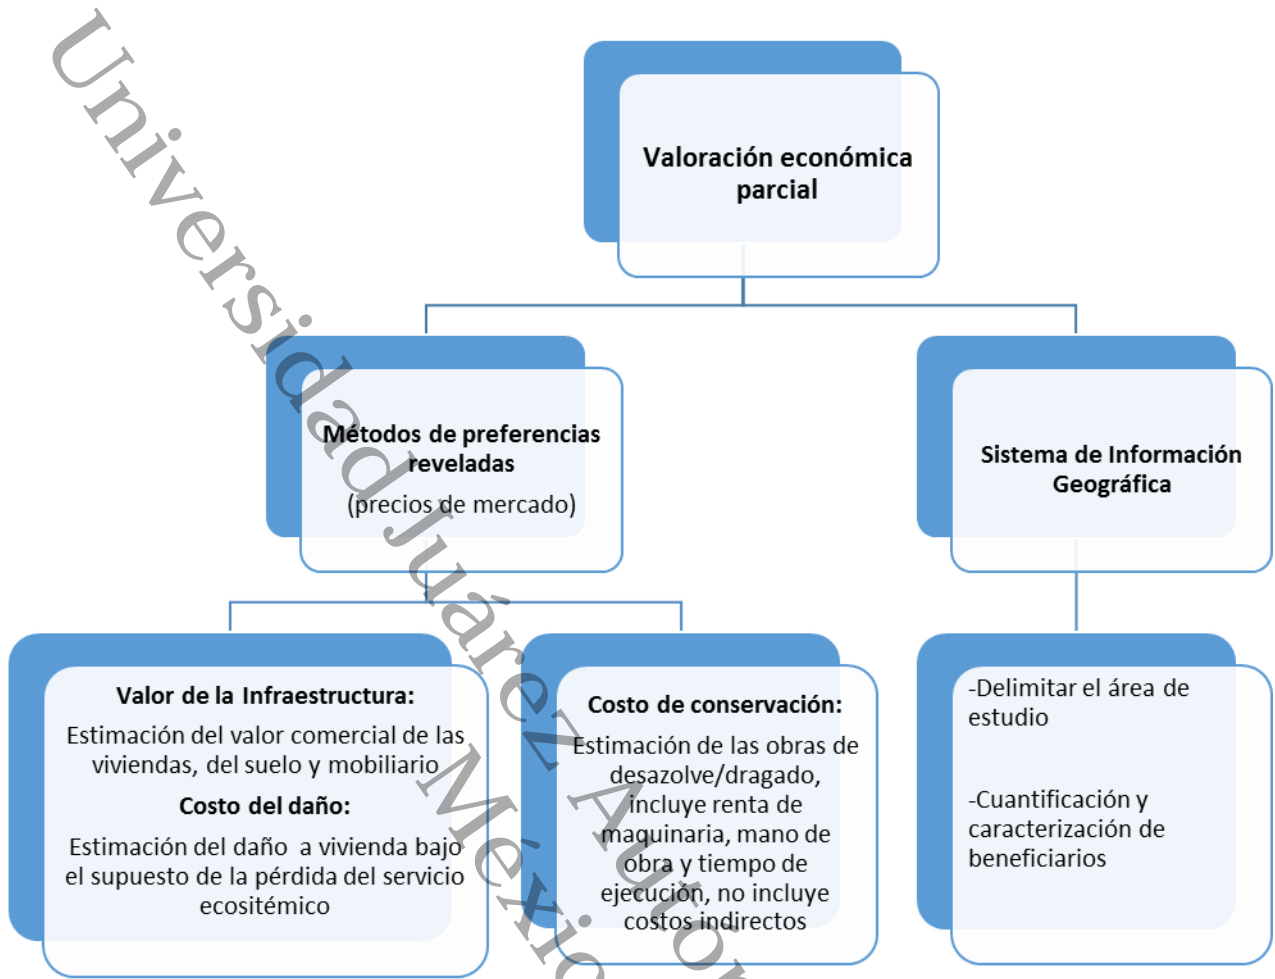 Valoración económica
parcial
Métodos de preferencias
reveladas
(precios de mercado)
Sistema de Información
Geográfica
Valor de la Infraestructura:
Estimación del valor comercial de las
viviendas, del suelo y mobiliario
Costo del daño:
Estimación del daño a vivienda bajo
el supuesto de la pérdida del servicio
ecositémico
Costo de conservación:
Estimación de las obras de
desazolve/dragado,
incluye renta de
maquinaria, mano de
obra y tiempo de
ejecución, no incluye
costos indirectos
-Delimitar el área de
estudio
-Cuantificación y
caracterización de
beneficiarios
Universidad Juárez